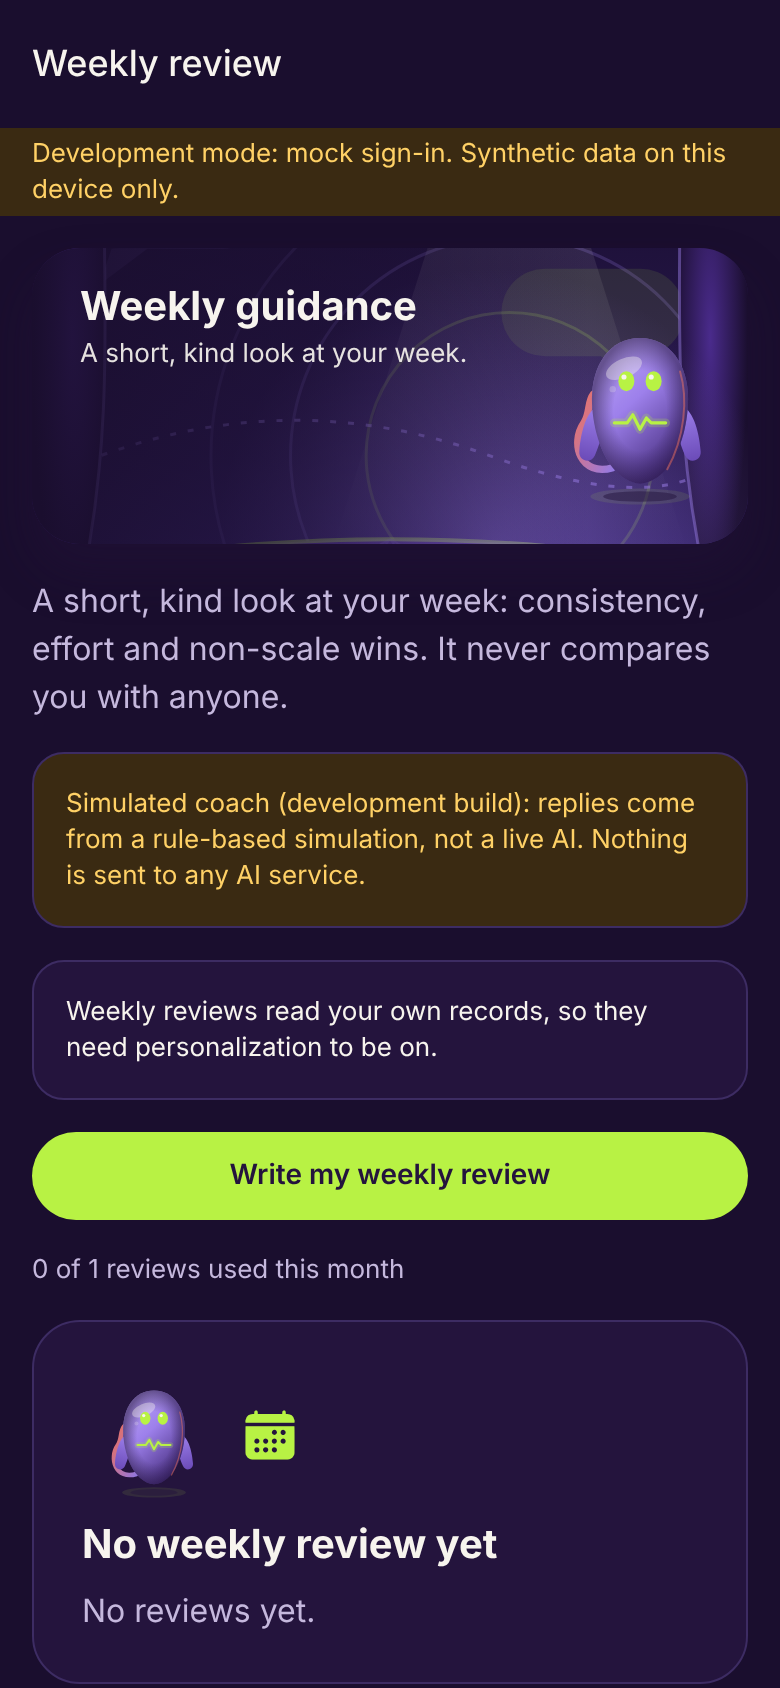 Weekly review
Development mode: mock sign-in. Synthetic data on this
device only.
Weekly guidance
A short, kind look at your week.
A short, kind look at your week: consistency,
effort and non-scale wins. It never compares
you with anyone.
Simulated coach (development build): replies come
from a rule-based simulation, not a live AI. Nothing
is sent to any AI service.
Weekly reviews read your own records, so they
need personalization to be on.
Write my weekly review
0 of 1 reviews used this month
No weekly review yet
No reviews yet.